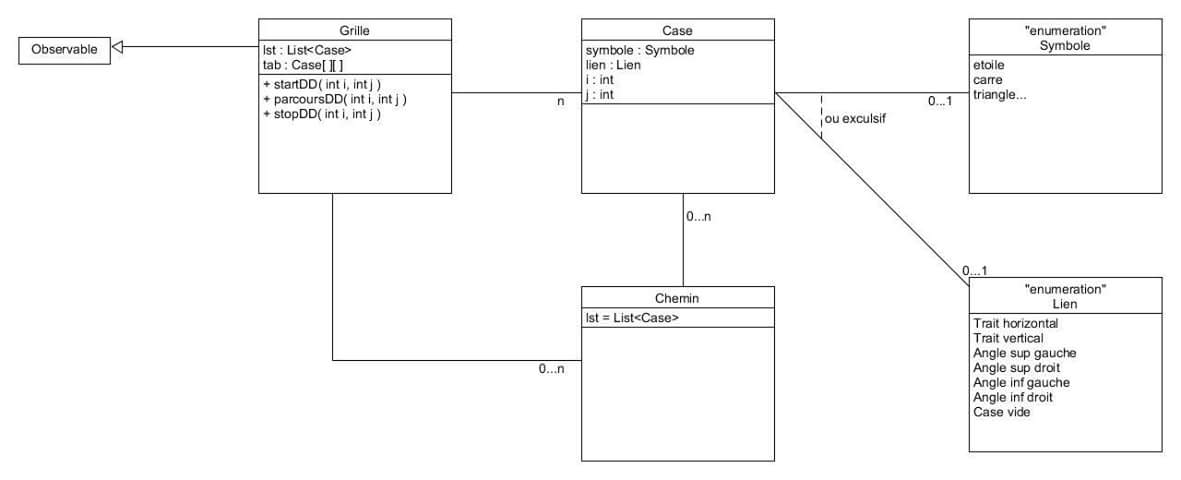 Observable
Grille
lst : List<Case>
tab : Case[ ][ ]
+ startDD( int i, int j )
+ parcoursDD( int i, int j )
+ stopDD( int i, int j )
n
Case
symbole : Symbole
lien : Lien
i : int
j : int
0...1
ou exculsif
"enumeration"
Symbole
etoile
carre
triangle...
0...n
0...1
Chemin
lst = List<Case>
0...n
"enumeration"
Lien
Trait horizontal
Trait vertical
Angle sup gauche
Angle sup droit
Angle inf gauche
Angle inf droit
Case vide